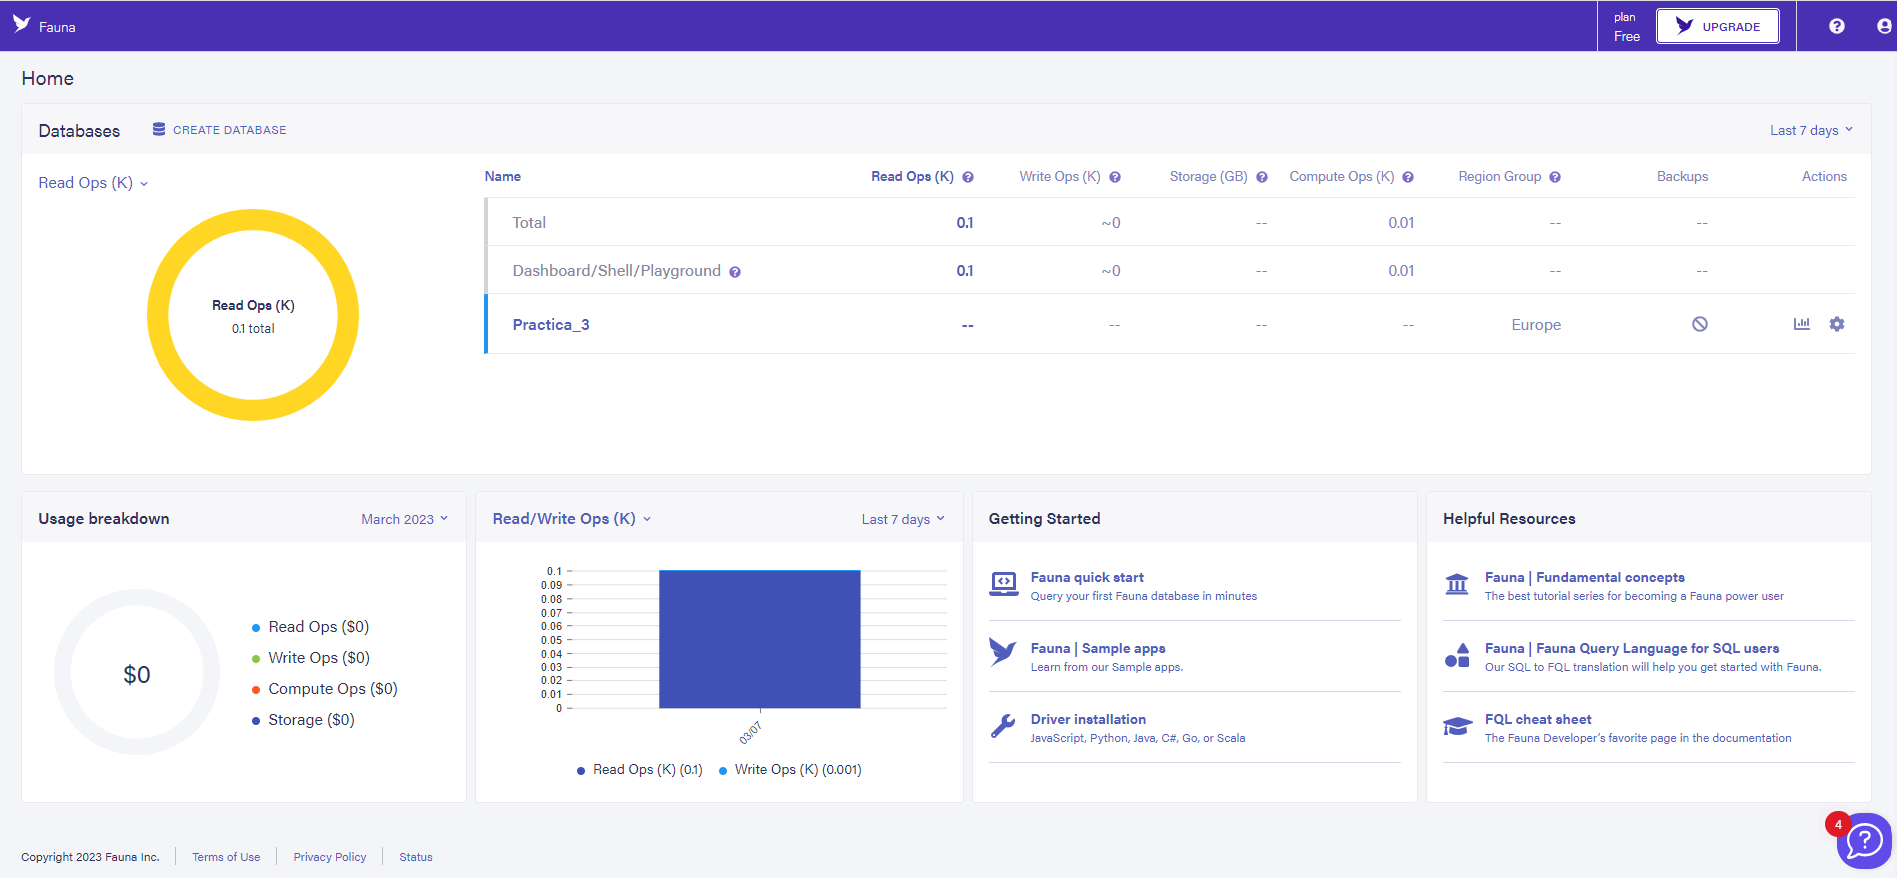 Fauna
plan
Free
UPGRADE
Home
Databases
CREATE DATABASE
Last 7 days
Read Ops (K)
Read Ops (K)
0.1 total
Name Read Ops (K) Write Ops (K) Storage (GB) Compute Ops (K) Region Group Backups Actions
Total 0.1 ~0 -- 0.01 -- --
Dashboard/Shell/Playground 0.1 ~0 -- 0.01 -- --
Practica_3 -- -- -- -- Europe
Usage breakdown
March 2023
$0
Read Ops ($0)
Write Ops ($0)
Compute Ops ($0)
Storage ($0)
Read/Write Ops (K)
Last 7 days
0.1
0.09
0.08
0.07
0.06
0.05
0.04
0.03
0.02
0.01
0
03/07
Read Ops (K) (0.1) Write Ops (K) (0.001)
Getting Started
Fauna quick start
Query your first Fauna database in minutes
Fauna | Sample apps
Learn from our Sample apps.
Driver installation
JavaScript, Python, Java, C#, Go, or Scala
Helpful Resources
Fauna | Fundamental concepts
The best tutorial series for becoming a Fauna power user
Fauna | Fauna Query Language for SQL users
Our SQL to FQL translation will help you get started with Fauna.
FQL cheat sheet
The Fauna Developer's favorite page in the documentation
4
Copyright 2023 Fauna Inc. Terms of Use Privacy Policy Status